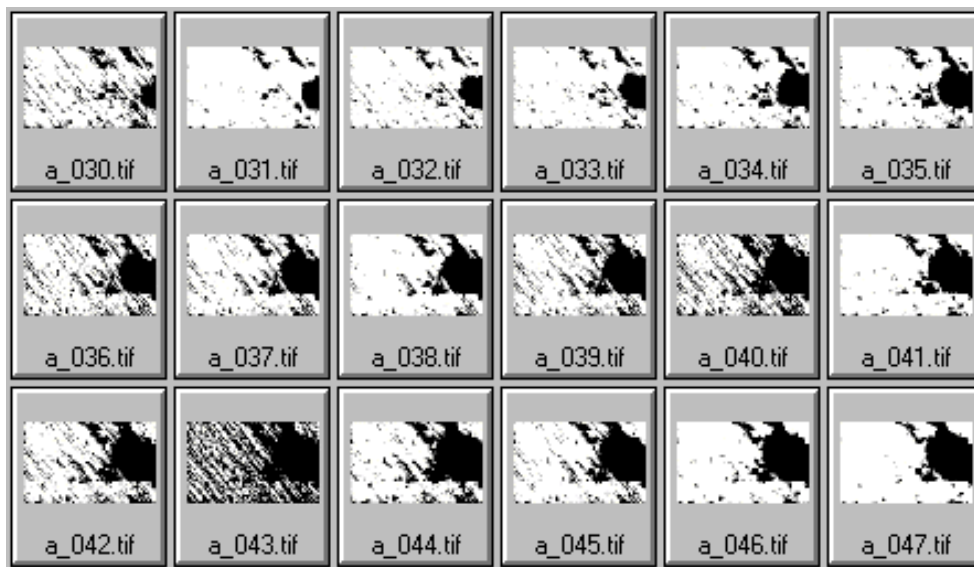 a_030.tif a_031.tif a_032.tif a_033.tif a_034.tif a_035.tif
a_036.tif a_037.tif a_038.tif a_039.tif a_040.tif a_041.tif
a_042.tif a_043.tif a_044.tif a_045.tif a_046.tif a_047.tif